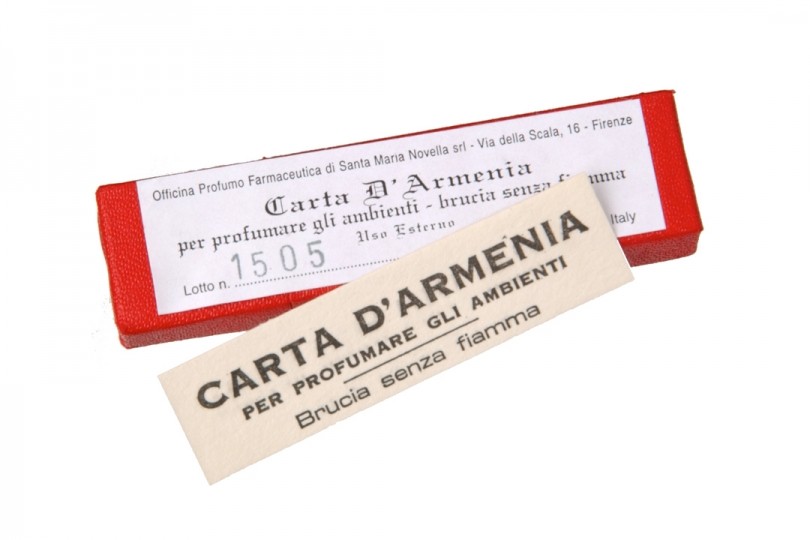 Officina Profumo Farmaceutica di Santa Maria Novella srl - Via della Scala, 16 - Firenze
Carta D'Armenia
per profumare gli ambienti - brucia senza fiamma
Uso Esterno
Lotto n. 1505
Italy
CARTA D'ARMENIA
PER PROFUMARE GLI AMBIENTI
Brucia senza fiamma